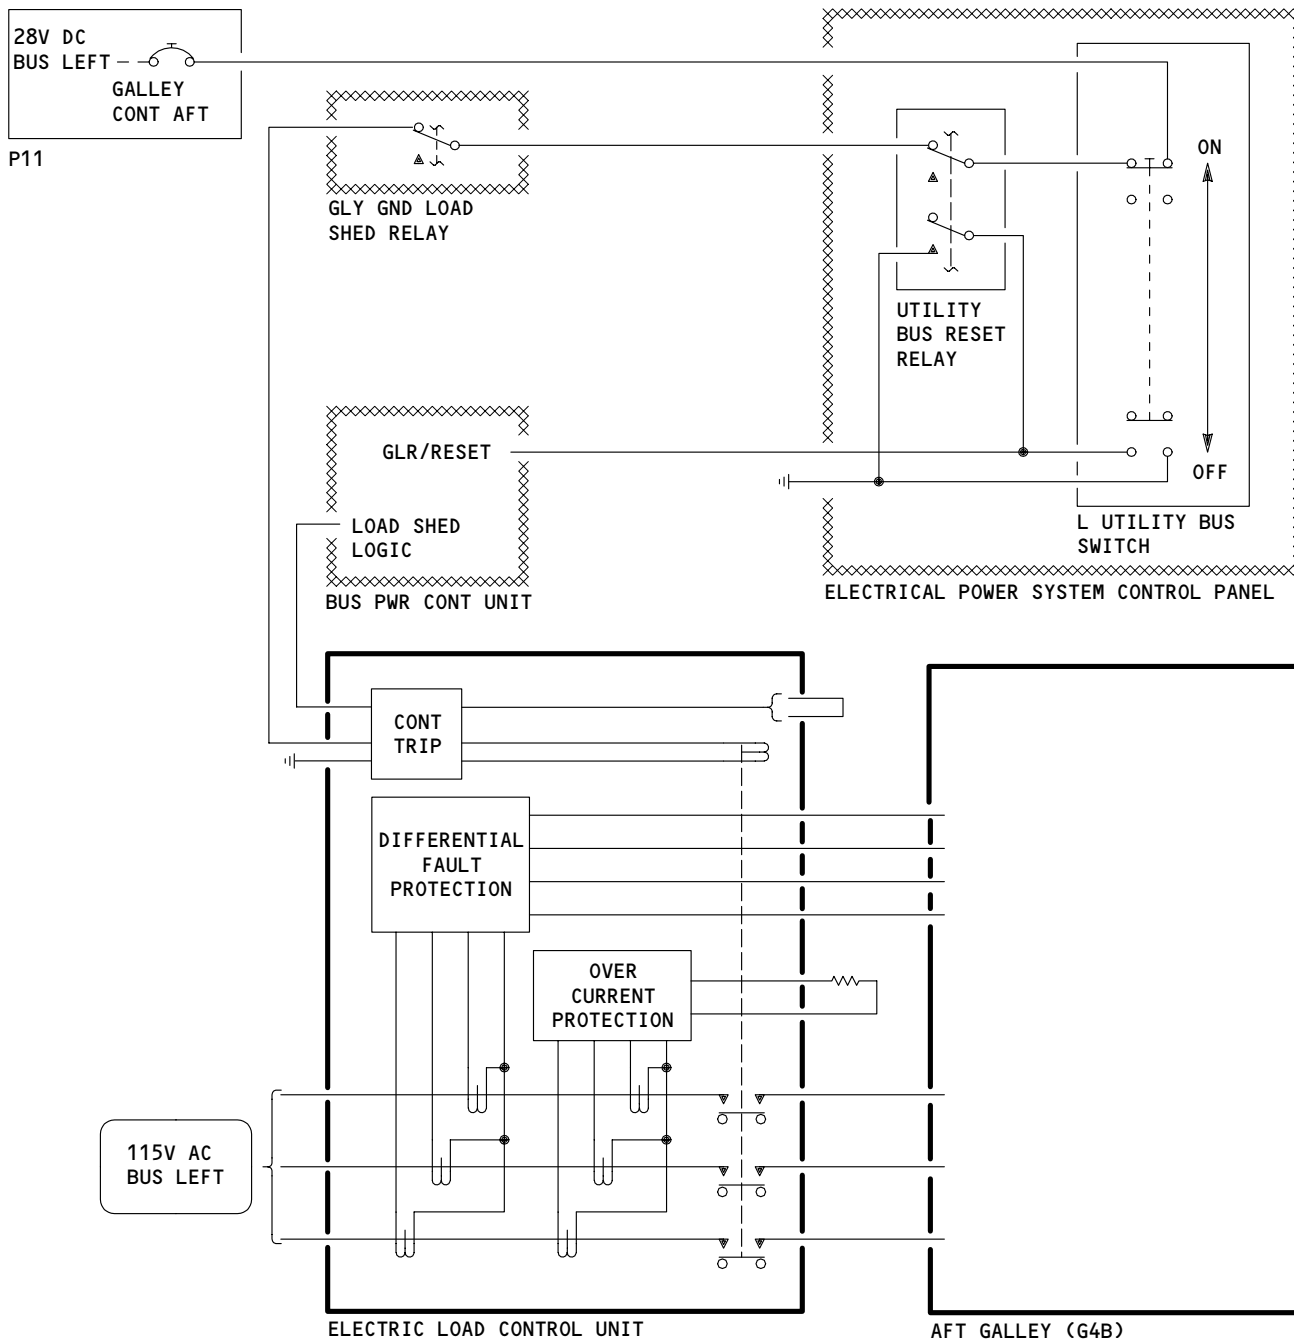 28V DC
BUS LEFT
GALLEY
CONT AFT
P11
GLY GND LOAD
SHED RELAY
UTILITY
BUS RESET
RELAY
ON
OFF
L UTILITY BUS
SWITCH
ELECTRICAL POWER SYSTEM CONTROL PANEL
GLR/RESET
LOAD SHED
LOGIC
BUS PWR CONT UNIT
CONT
TRIP
DIFFERENTIAL
FAULT
PROTECTION
OVER
CURRENT
PROTECTION
115V AC
BUS LEFT
ELECTRIC LOAD CONTROL UNIT
AFT GALLEY (G4B)